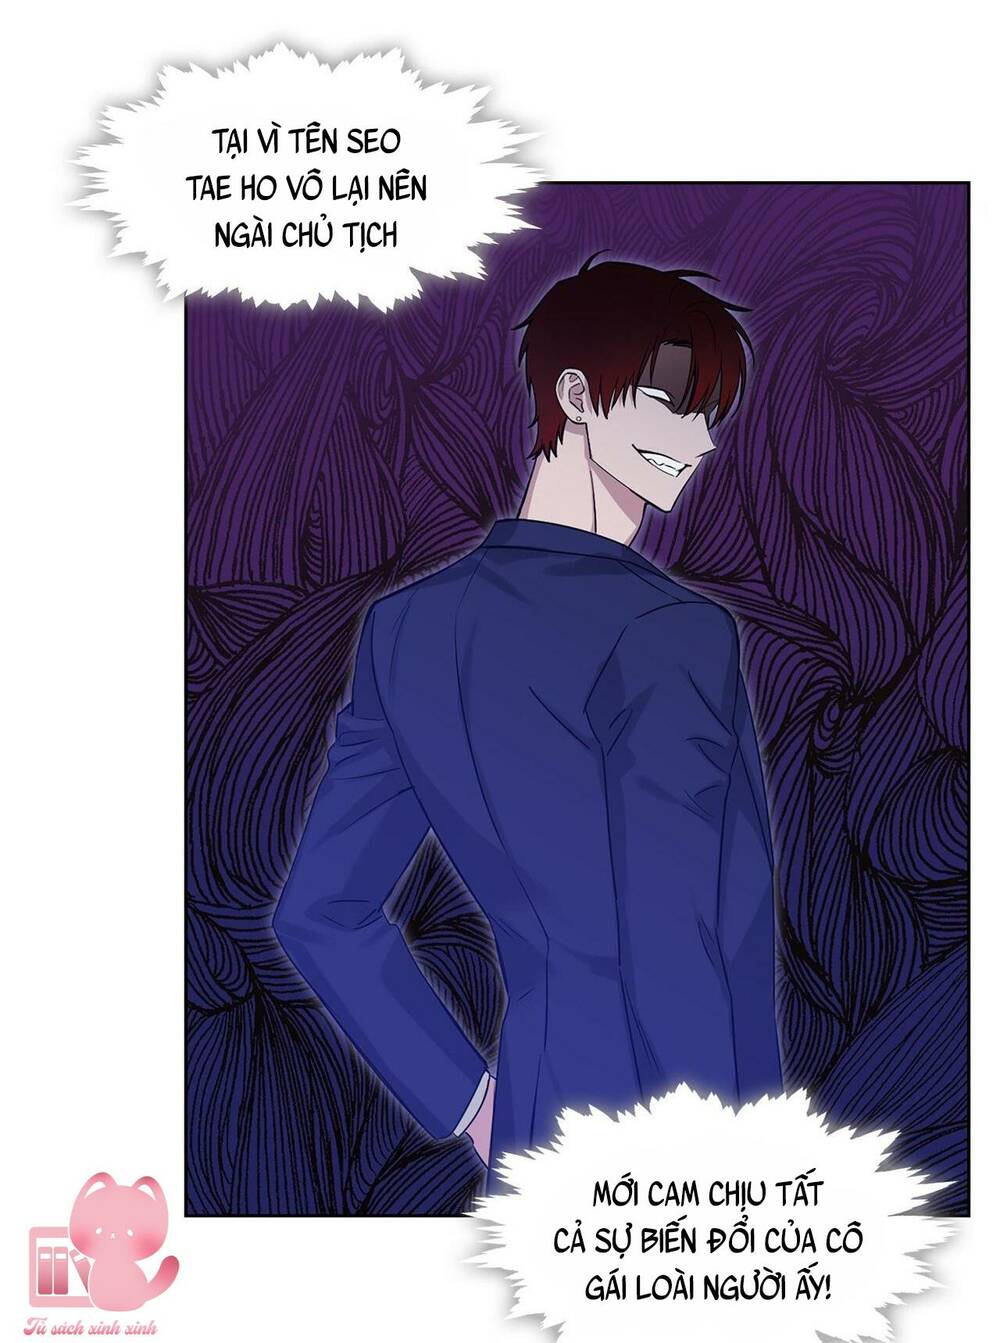 TẠI VÌ TÊN SEO
TAE HO VÔ LẠI NÊN
NGÀI CHỦ TỊCH
MỚI CAM CHỊU TẤT
CẢ SỰ BIẾN ĐỔI CỦA CÔ
GÁI LOÀI NGƯỜI ẤY!
Tủ sách xinh xinh